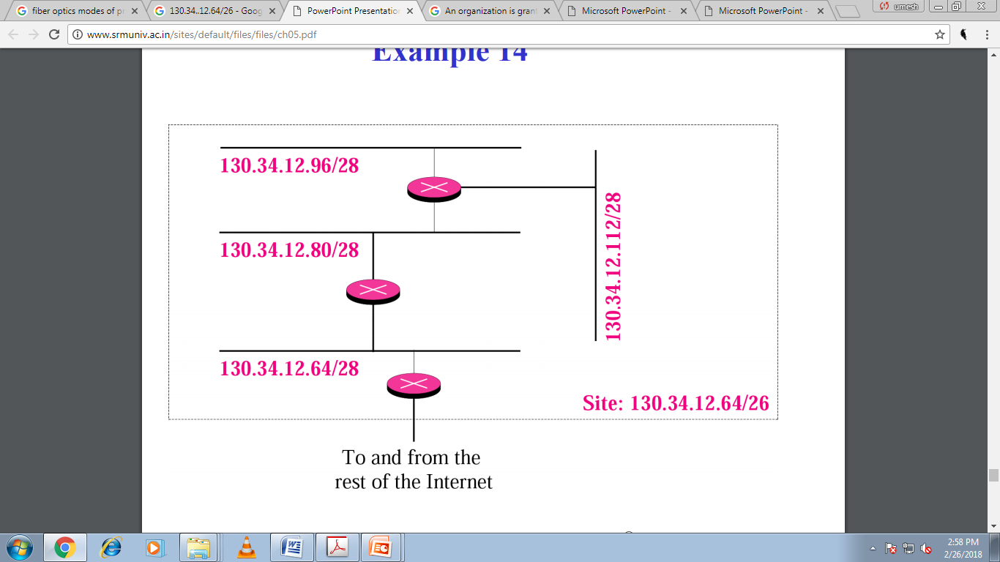 fiber optics modes of pr
130.34..12.64/26 - Goog
PowerPoint Presentation
An organization is gran
Microsoft PowerPoint -
Microsoft PowerPoint -
umesh
www.srmuniv.ac.in/sites/default/files/files/ch05.pdf
Example 14
130.34.12.96/28
130.34.12.112/28
130.34.12.80/28
130.34.12.64/28
Site: 130.34.12.64/26
To and from the
rest of the Internet
2:58 PM
2/26/2018